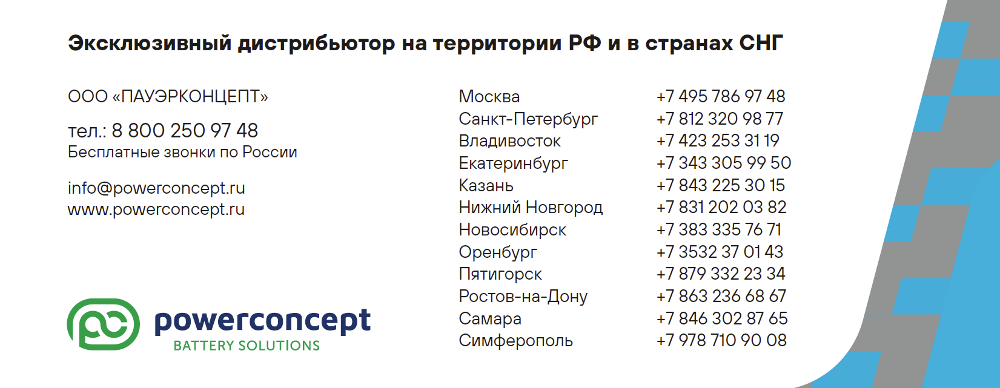 Эксклюзивный дистрибьютор на территории РФ и в странах СНГ
ООО «ПАУЭРКОНЦЕПТ»
тел.: 8 800 250 97 48
Бесплатные звонки по России
info@powerconcept.ru
www.powerconcept.ru
powerconcept
BATTERY SOLUTIONS
Москва +7 495 786 97 48
Санкт-Петербург +7 812 320 98 77
Владивосток +7 423 253 31 19
Екатеринбург +7 343 305 99 50
Казань +7 843 225 30 15
Нижний Новгород +7 831 202 03 82
Новосибирск +7 383 335 76 71
Оренбург +7 3532 37 01 43
Пятигорск +7 879 332 23 34
Ростов-на-Дону +7 863 236 68 67
Самара +7 846 302 87 65
Симферополь +7 978 710 90 08